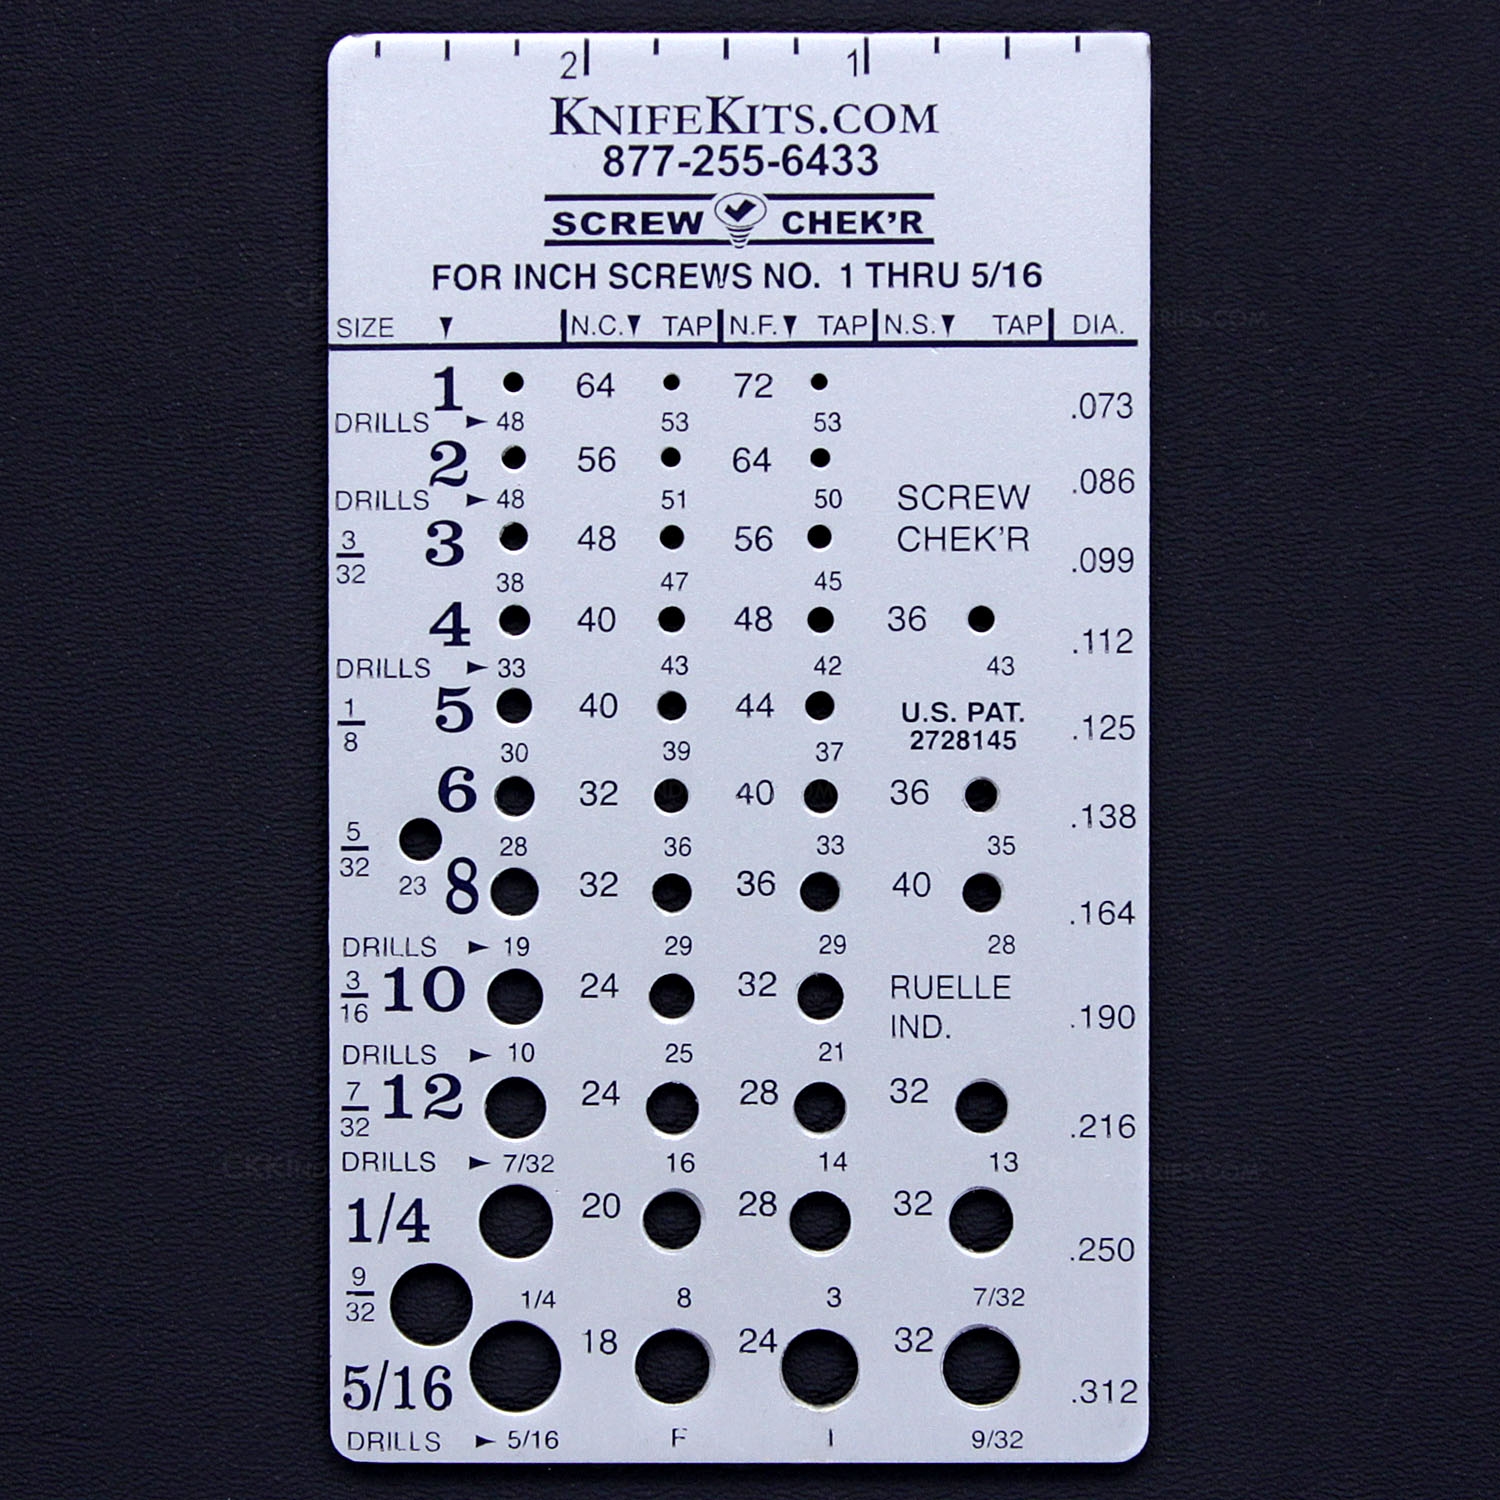 2 1
KNIFEKITS.COM
877-255-6433
SCREW CHEK'R
FOR INCH SCREWS NO. 1 THRU 5/16
SIZE ▼ N.C.▼ TAP N.F.▼ TAP N.S.▼ TAP DIA.
1 64 72 .073
DRILLS ► 48 53 53
2 56 64 .086
DRILLS ► 48 51 50
SCREW
CHEK'R
3/32 3 48 56 .099
38 47 45
4 40 48 36 .112
DRILLS ► 33 43 42 43
1/8 5 40 44 .125
U.S. PAT.
2728145
30 39 37
6 32 40 36 .138
5/32 28 36 33 35
23 8 32 36 40 .164
DRILLS ► 19 29 29 28
3/16 10 24 32 .190
RUELLE
IND.
DRILLS ► 10 25 21
7/32 12 24 28 32 .216
DRILLS ► 7/32 16 14 13
1/4 20 28 32 .250
9/32 1/4 8 3 7/32
5/16 18 24 32 .312
DRILLS ► 5/16 F I 9/32